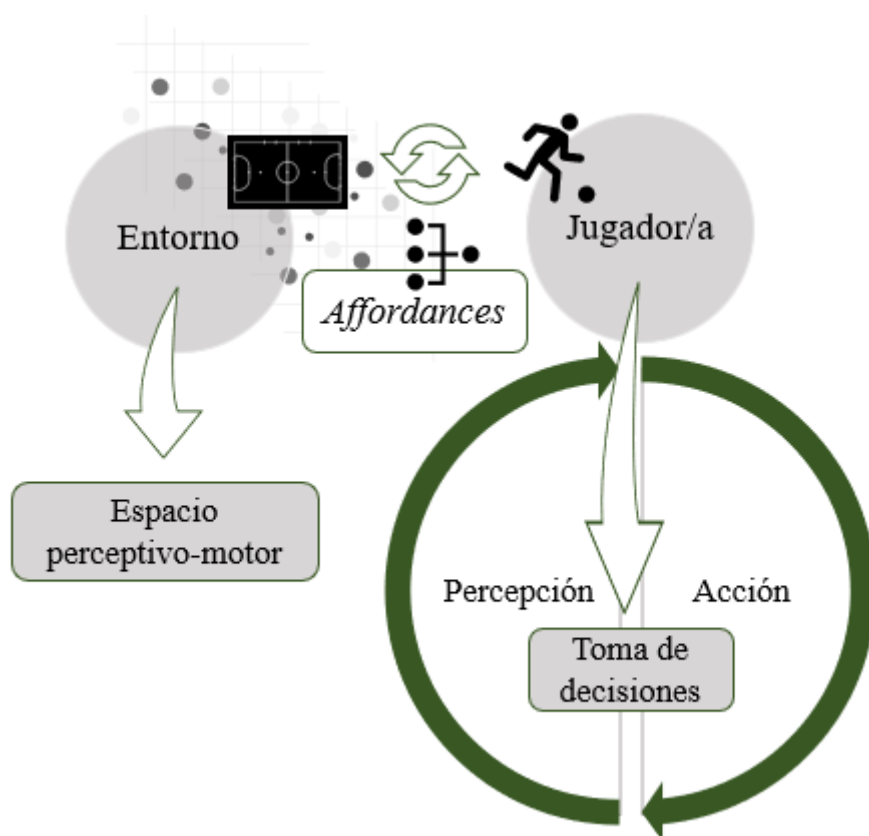 Entorno
Jugador/a
Affordances
Espacio
perceptivo-motor
Percepción
Acción
Toma de
decisiones